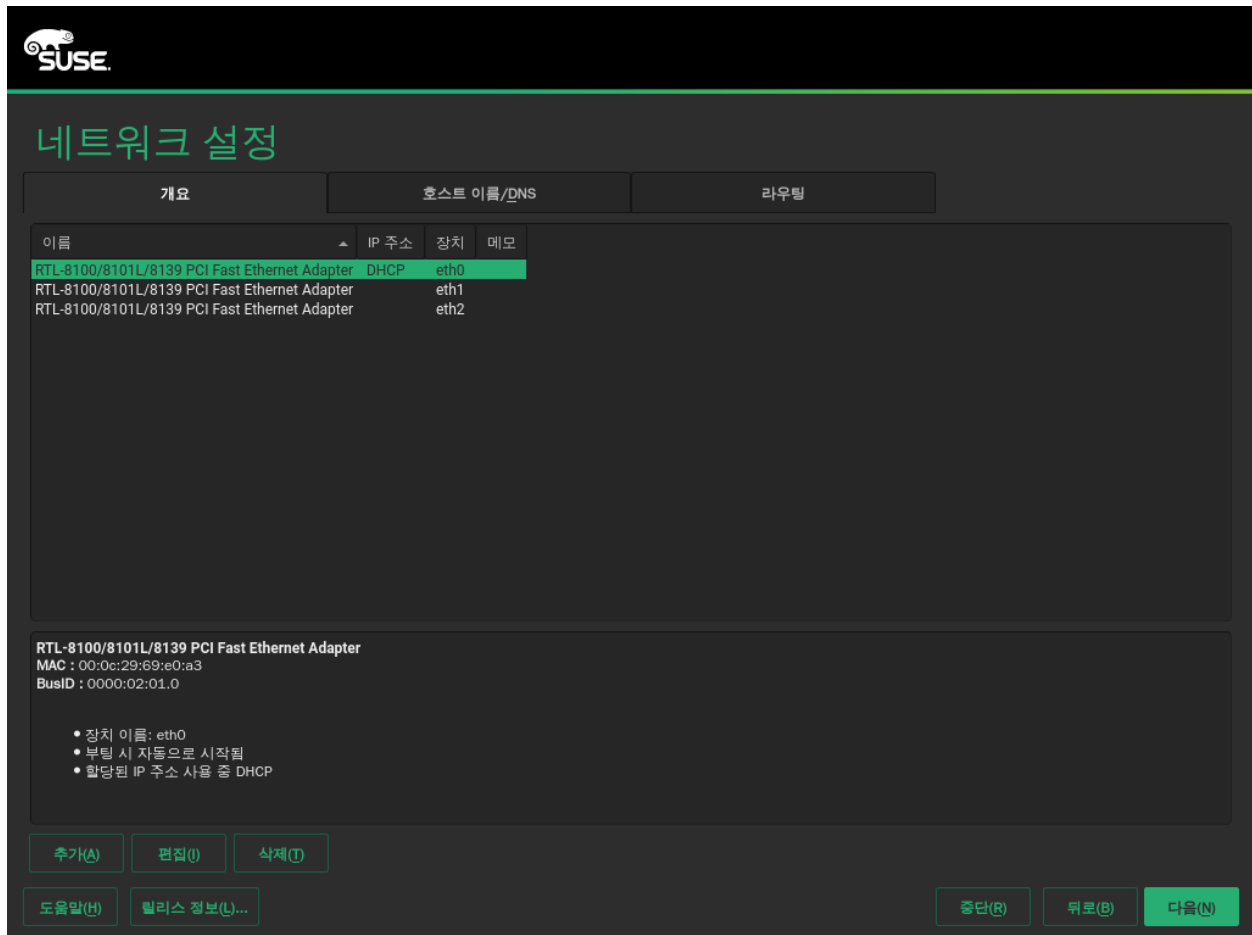 SUSE.
네트워크 설정
개요 호스트 이름/DNS 라우팅
이름 IP 주소 장치 메모
RTL-8100/8101L/8139 PCI Fast Ethernet Adapter DHCP eth0
RTL-8100/8101L/8139 PCI Fast Ethernet Adapter eth1
RTL-8100/8101L/8139 PCI Fast Ethernet Adapter eth2
RTL-8100/8101L/8139 PCI Fast Ethernet Adapter
MAC : 00:0c:29:69:e0:a3
BusID : 0000:02:01.0
• 장치 이름: eth0
• 부팅 시 자동으로 시작됨
• 할당된 IP 주소 사용 중 DHCP
추가(A) 편집(I) 삭제(T)
도움말(H) 릴리스 정보(L)... 중단(R) 뒤로(B) 다음(N)